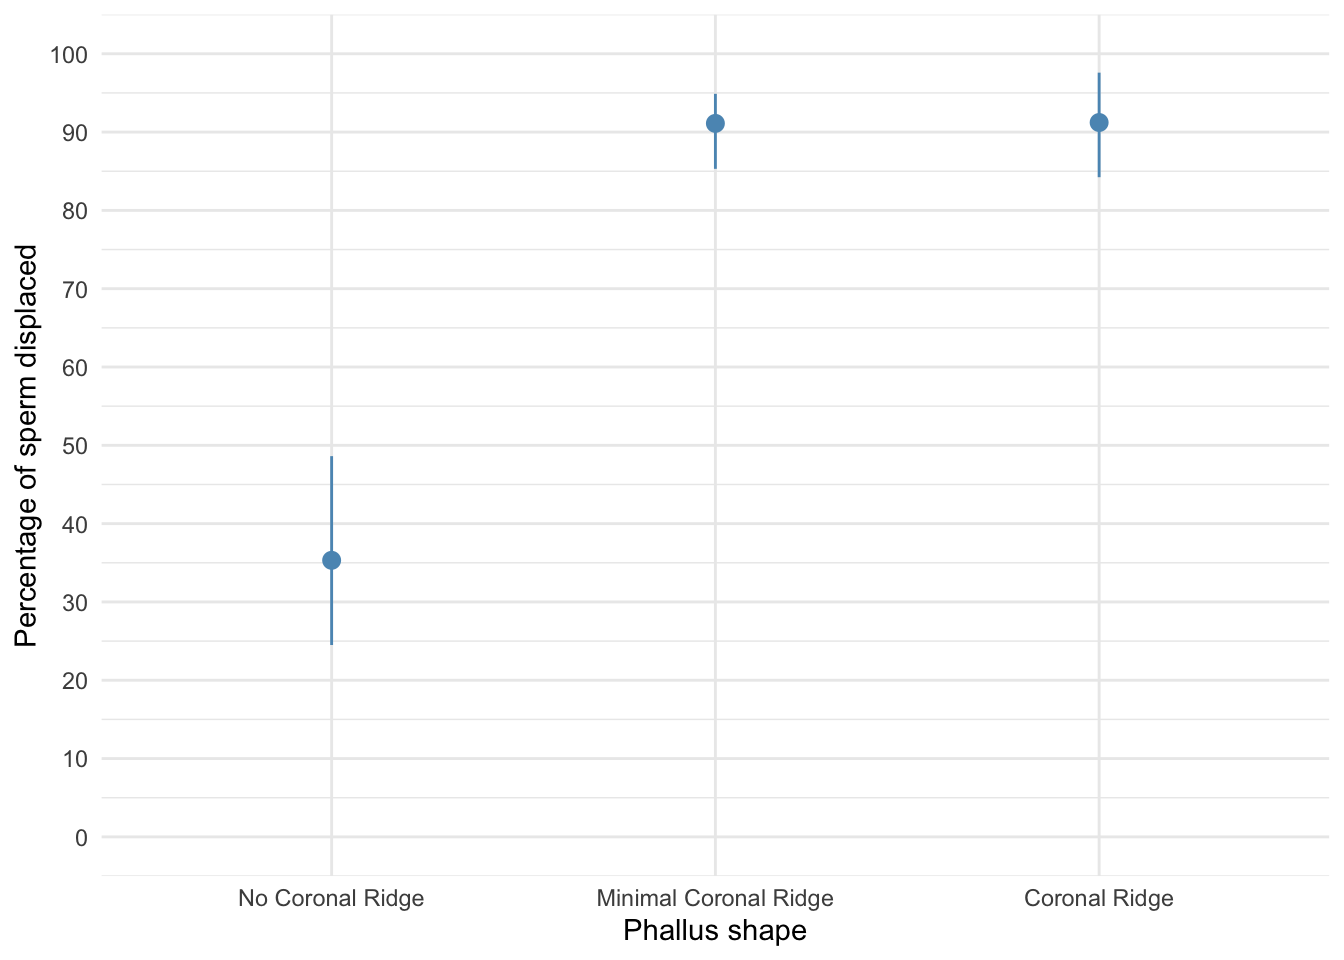 100
90
80
70
60
50
40
30
20
10
0
Percentage of sperm displaced
No Coronal Ridge
Minimal Coronal Ridge
Coronal Ridge
Phallus shape